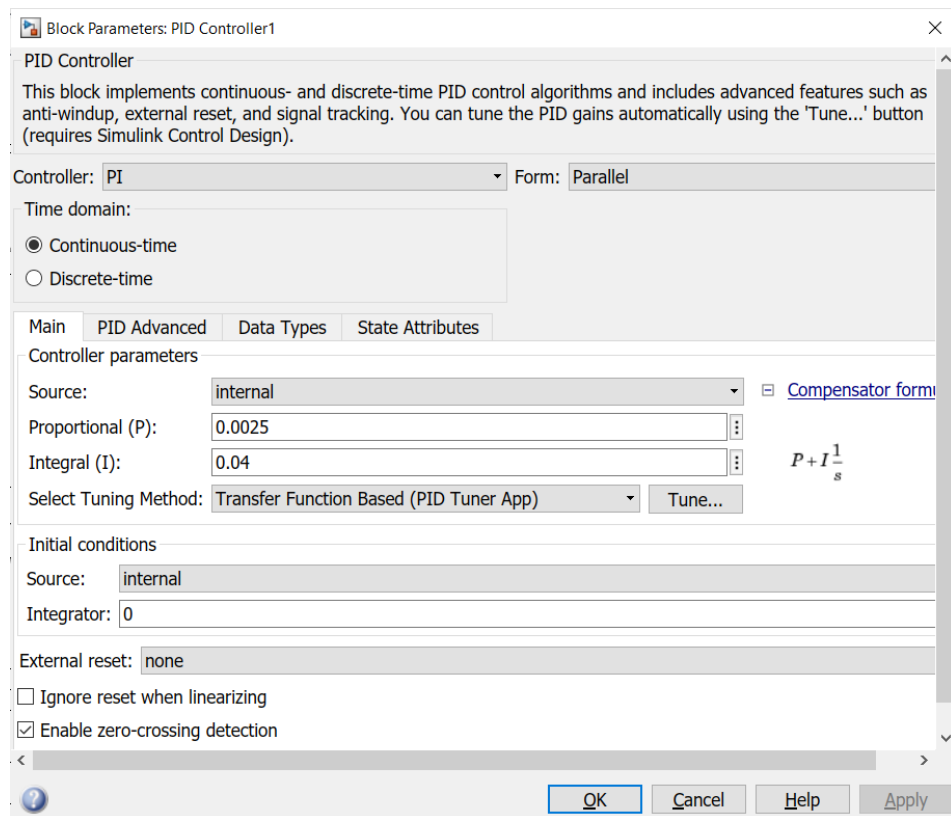 Block Parameters: PID Controller1
PID Controller
This block implements continuous- and discrete-time PID control algorithms and includes advanced features such as
anti-windup, external reset, and signal tracking. You can tune the PID gains automatically using the 'Tune...' button
(requires Simulink Control Design).
Controller: PI Form: Parallel
Time domain:
Continuous-time
Discrete-time
Main PID Advanced Data Types State Attributes
Controller parameters
Source: internal Compensator formu
Proportional (P): 0.0025
Integral (I): 0.04 P+I 1/s
Select Tuning Method: Transfer Function Based (PID Tuner App) Tune...
Initial conditions
Source: internal
Integrator: 0
External reset: none
Ignore reset when linearizing
Enable zero-crossing detection
OK Cancel Help Apply